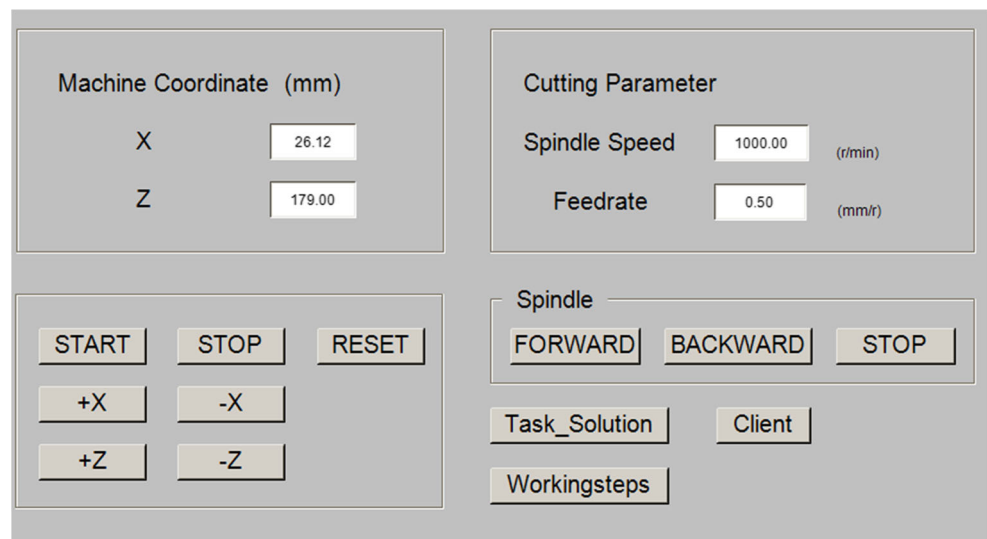 Machine Coordinate (mm)
X 26.12
Z 179.00
Cutting Parameter
Spindle Speed 1000.00 (r/min)
Feedrate 0.50 (mm/r)
START STOP RESET
+X -X
+Z -Z
Spindle
FORWARD BACKWARD STOP
Task_Solution Client
Workingsteps